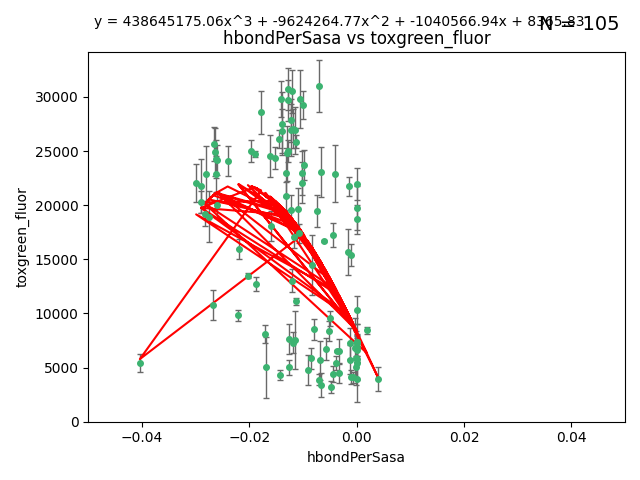 y = 438645175.06x^3 + -9624264.77x^2 + -1040566.94x + 8365.83
N = 105
hbondPerSasa vs toxgreen_fluor
toxgreen_fluor
30000
25000
20000
15000
10000
5000
0
−0.04
−0.02
0.00
0.02
0.04
hbondPerSasa